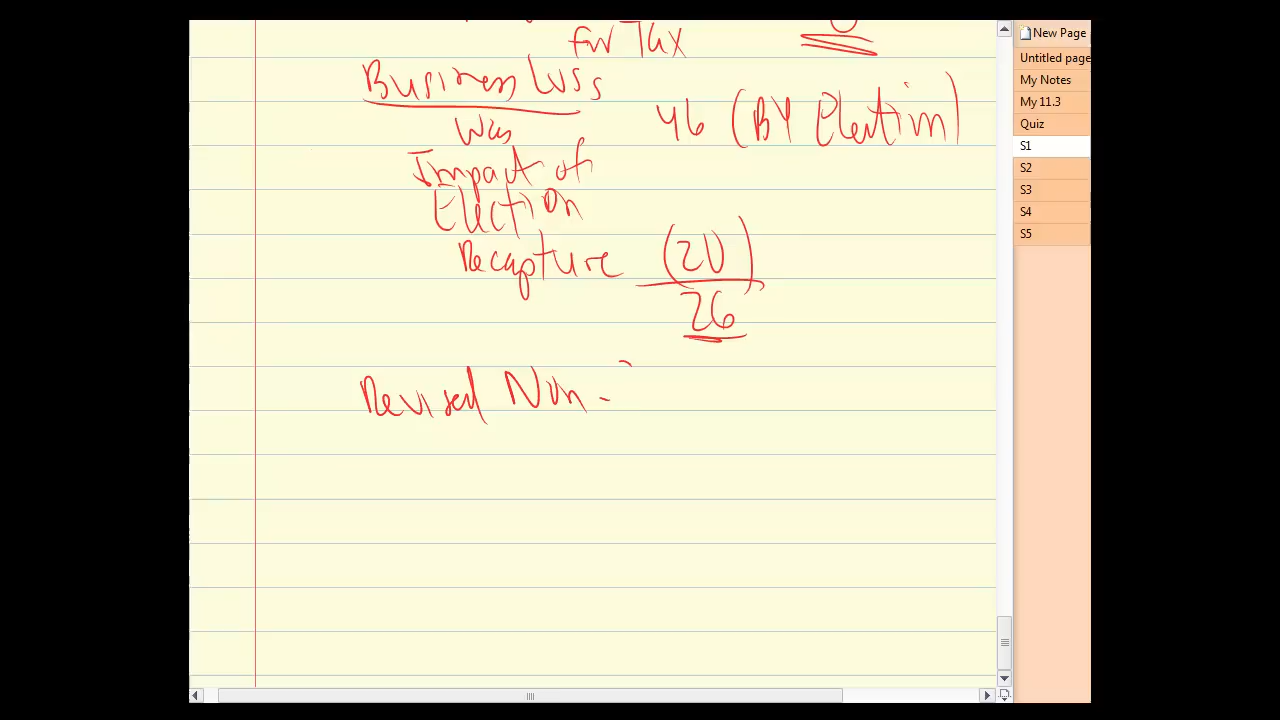 for Tax
Business Loss
Was 46 (BY Election)
Impact of
Election
Recapture (20)
26
Revised Non -
New Page
Untitled page
My Notes
My 11.3
Quiz
S1
S2
S3
S4
S5